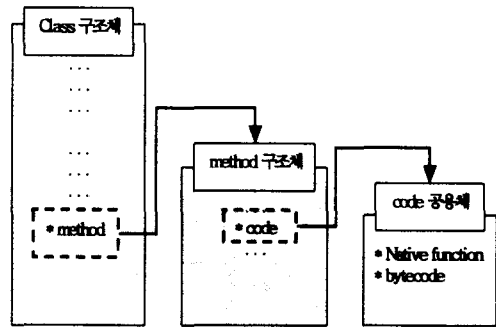 Class 구조체
...
...
...
...
...
...
* method
method 구조체
* code
...
code 공용체
* Native function
* bytecode